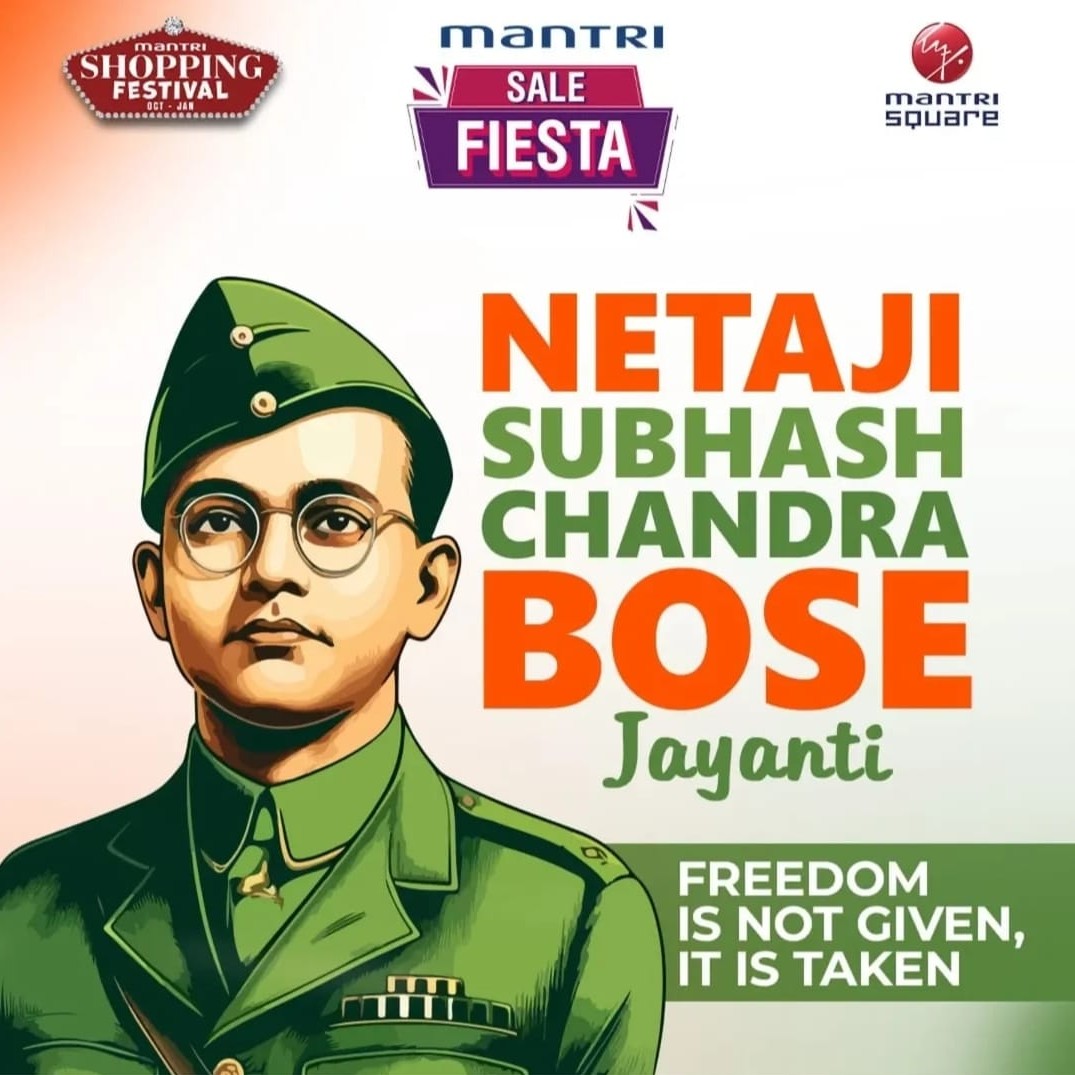 mantri
SHOPPING
FESTIVAL
OCT - JAN
mantri
SALE
FIESTA
mantri
square
NETAJI
SUBHASH
CHANDRA
BOSE
Jayanti
FREEDOM
IS NOT GIVEN,
IT IS TAKEN